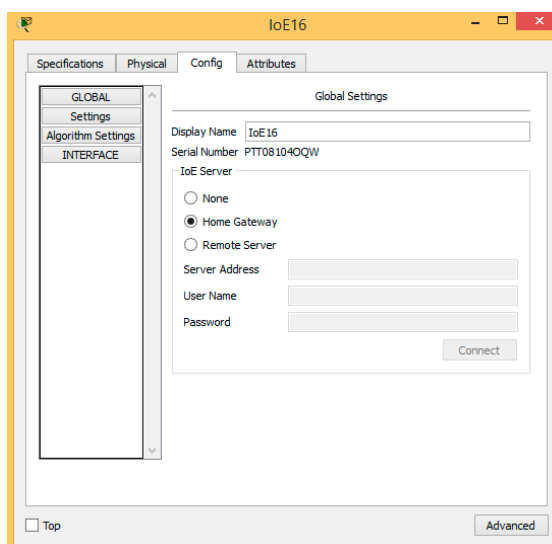 IoE16
Specifications Physical Config Attributes
GLOBAL
Settings
Algorithm Settings
INTERFACE
Global Settings
Display Name IoE16
Serial Number PTT08104OQW
IoE Server
None
Home Gateway
Remote Server
Server Address
User Name
Password
Connect
Top
Advanced